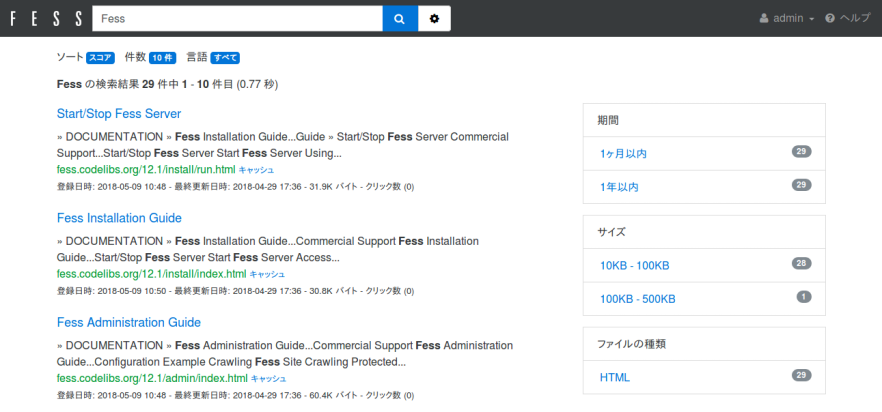 FESS Fess admin ヘルプ
ソート スコア 件数 10 件 言語 すべて
Fess の検索結果 29 件中 1 - 10 件目 (0.77 秒)
Start/Stop Fess Server
» DOCUMENTATION » Fess Installation Guide...Guide » Start/Stop Fess Server Commercial
Support...Start/Stop Fess Server Start Fess Server Using...
fess.codelibs.org/12.1/install/run.html キャッシュ
登録日時: 2018-05-09 10:48 - 最終更新日時: 2018-04-29 17:36 - 31.9K バイト - クリック数 (0)
Fess Installation Guide
» DOCUMENTATION » Fess Installation Guide...Commercial Support Fess Installation
Guide...Start/Stop Fess Server Start Fess Server Access...
fess.codelibs.org/12.1/install/index.html キャッシュ
登録日時: 2018-05-09 10:50 - 最終更新日時: 2018-04-29 17:36 - 30.8K バイト - クリック数 (0)
Fess Administration Guide
» DOCUMENTATION » Fess Administration Guide...Commercial Support Fess Administration
Guide...Configuration Example Crawling Fess Site Crawling Protected...
fess.codelibs.org/12.1/admin/index.html キャッシュ
登録日時: 2018-05-09 10:48 - 最終更新日時: 2018-04-29 17:36 - 60.4K バイト - クリック数 (0)
期間
1ヶ月以内 29
1年以内 29
サイズ
10KB - 100KB 28
100KB - 500KB 1
ファイルの種類
HTML 29